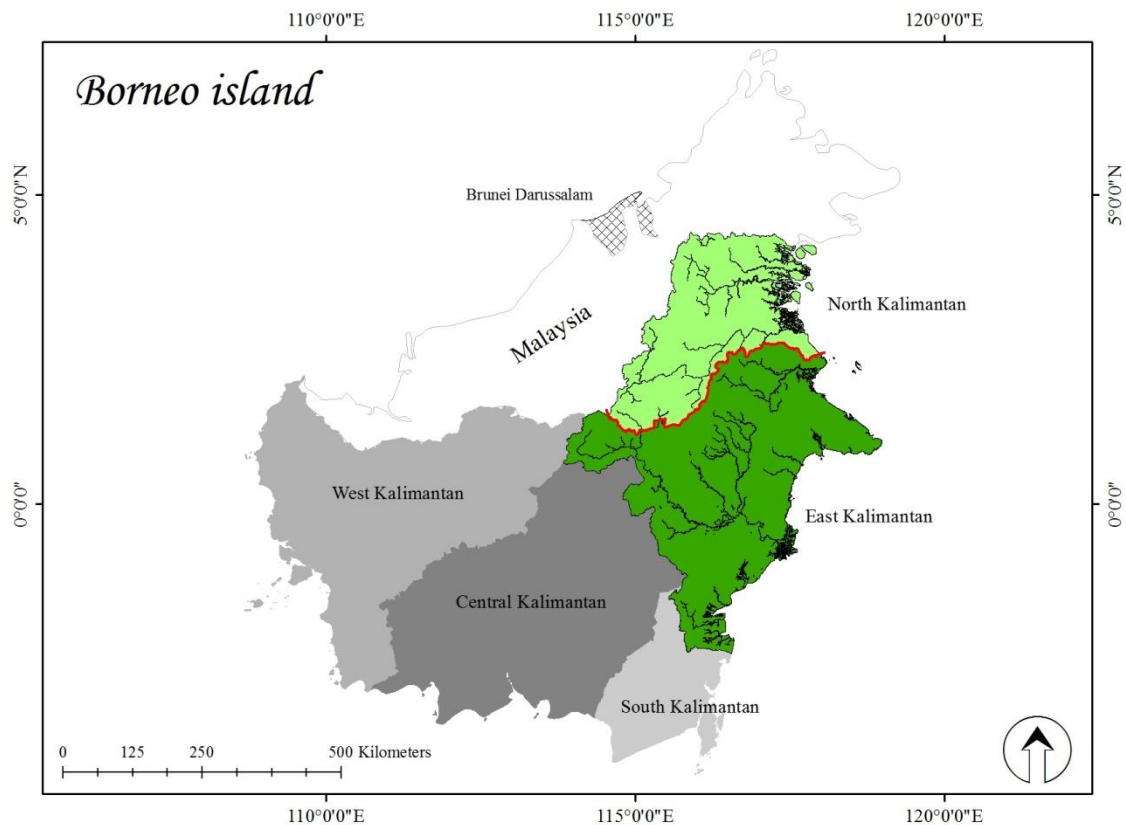 110°0'0"E 115°0'0"E 120°0'0"E
Borneo island
5°0'0"N
5°0'0"N
Brunei Darussalam
North Kalimantan
Malaysia
West Kalimantan
0°0'0"
0°0'0"
East Kalimantan
Central Kalimantan
South Kalimantan
0 125 250 500 Kilometers
110°0'0"E 115°0'0"E 120°0'0"E